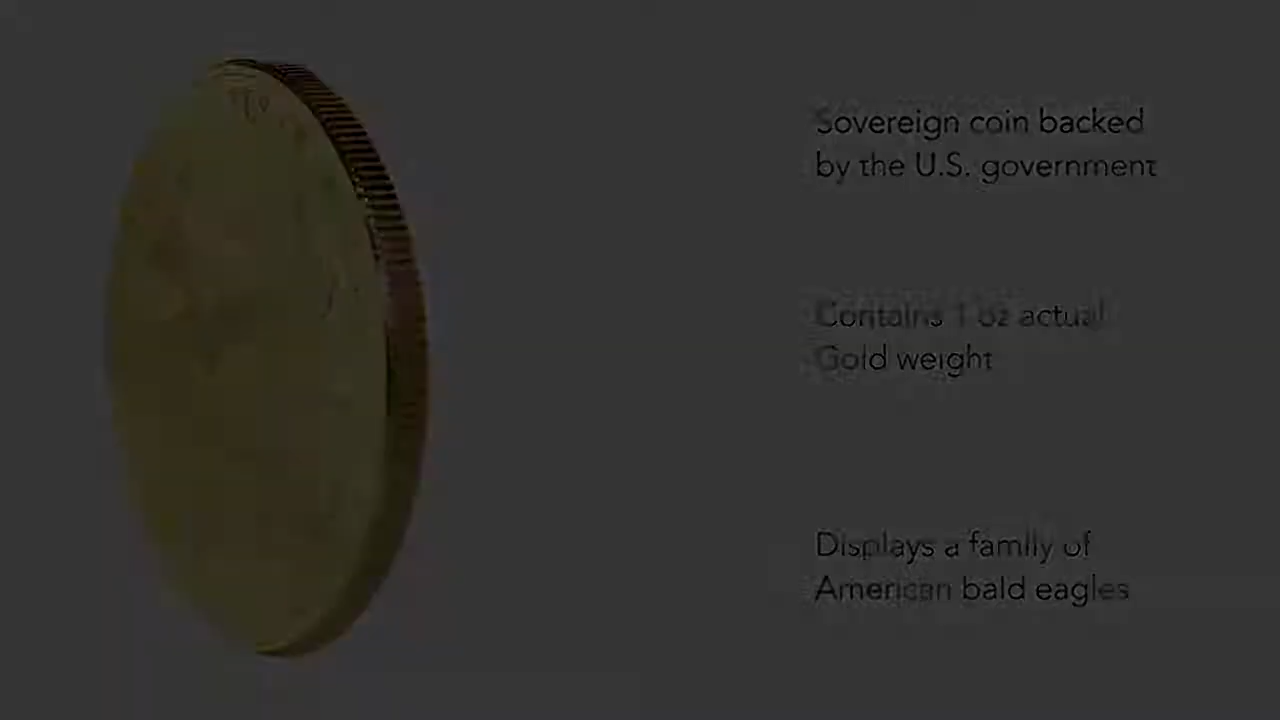 Sovereign coin backed
by the U.S. government
Contains 1 oz actual
Gold weight
Displays a family of
American bald eagles